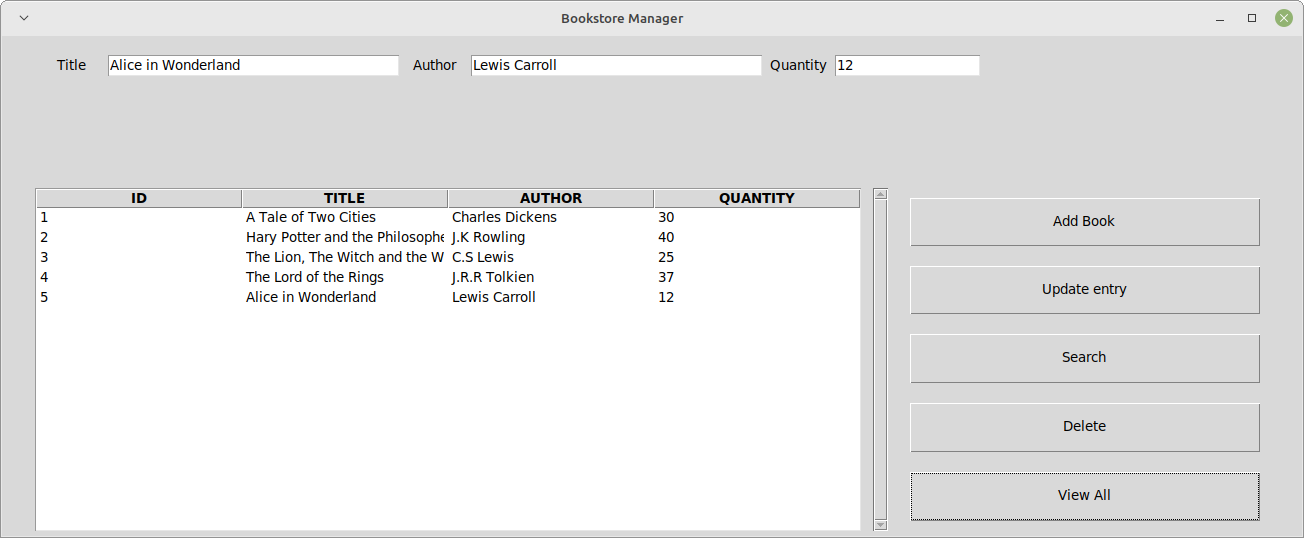 Bookstore Manager
Title Alice in Wonderland Author Lewis Carroll Quantity 12
ID TITLE AUTHOR QUANTITY
1 A Tale of Two Cities Charles Dickens 30
2 Hary Potter and the Philosophe J.K Rowling 40
3 The Lion, The Witch and the W C.S Lewis 25
4 The Lord of the Rings J.R.R Tolkien 37
5 Alice in Wonderland Lewis Carroll 12
Add Book
Update entry
Search
Delete
View All